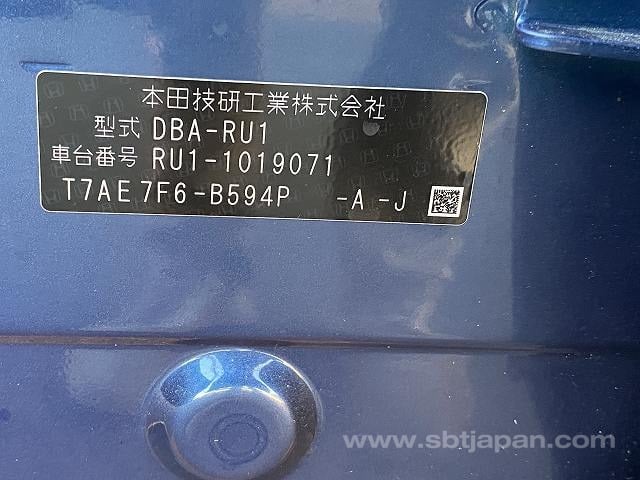 本田技研工業株式会社
型式 DBA-RU1
車台番号 RU1-1019071
T7AE7F6-B594P -A -J
www.sbtjapan.com